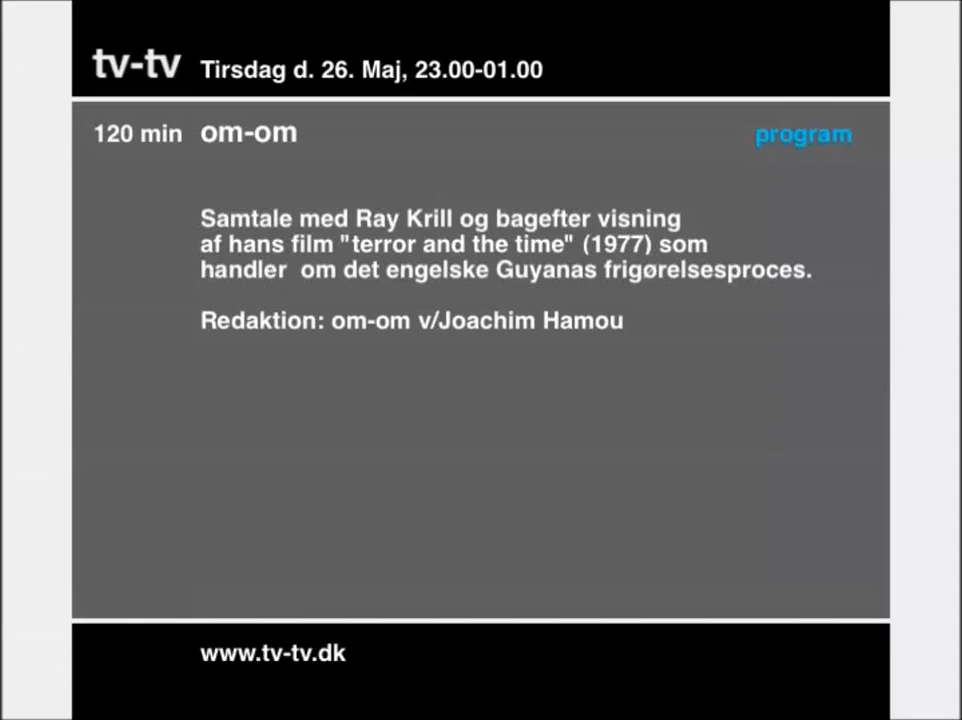 tv-tv Tirsdag d. 26. Maj, 23.00-01.00
120 min om-om program
Samtale med Ray Krill og bagefter visning
af hans film "terror and the time" (1977) som
handler  om det engelske Guyanas frigørelsesproces.
Redaktion: om-om v/Joachim Hamou
www.tv-tv.dk